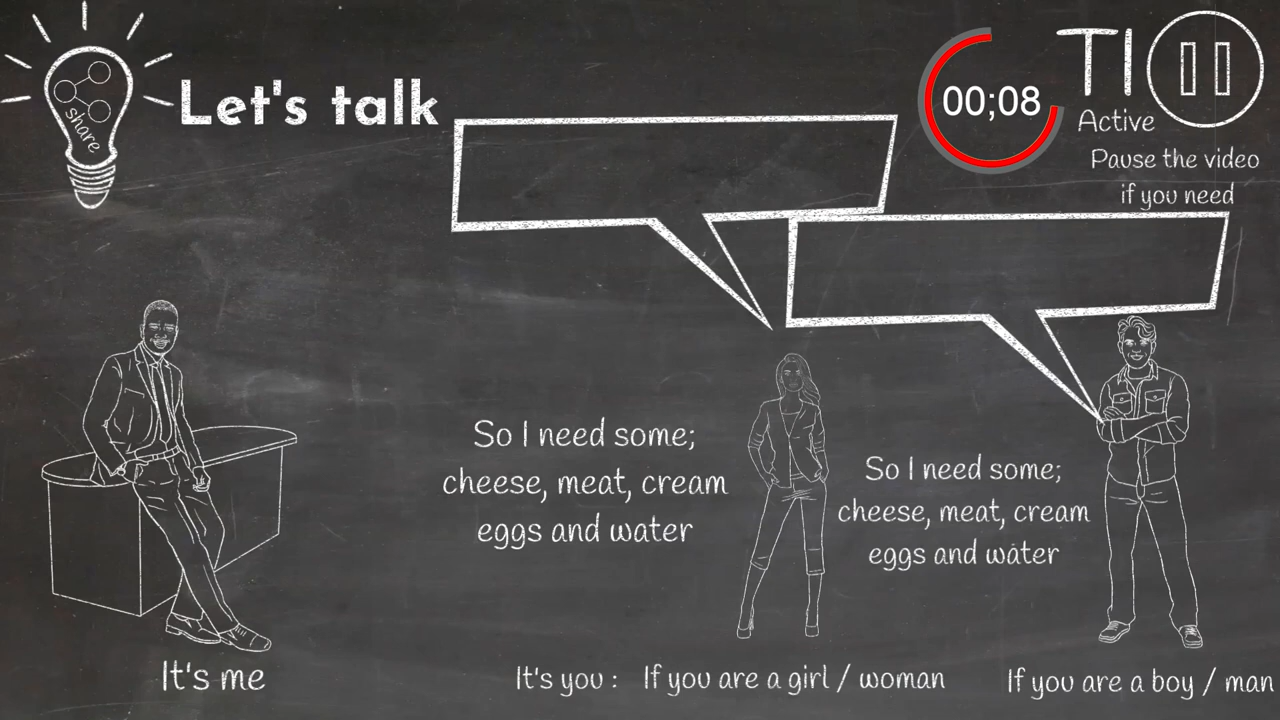 share
Let's talk
00;08
TI
Active
Pause the video
if you need
So I need some;
cheese, meat, cream
eggs and water
So I need some;
cheese, meat, cream
eggs and water
It's me
It's you : If you are a girl / woman
If you are a boy / man